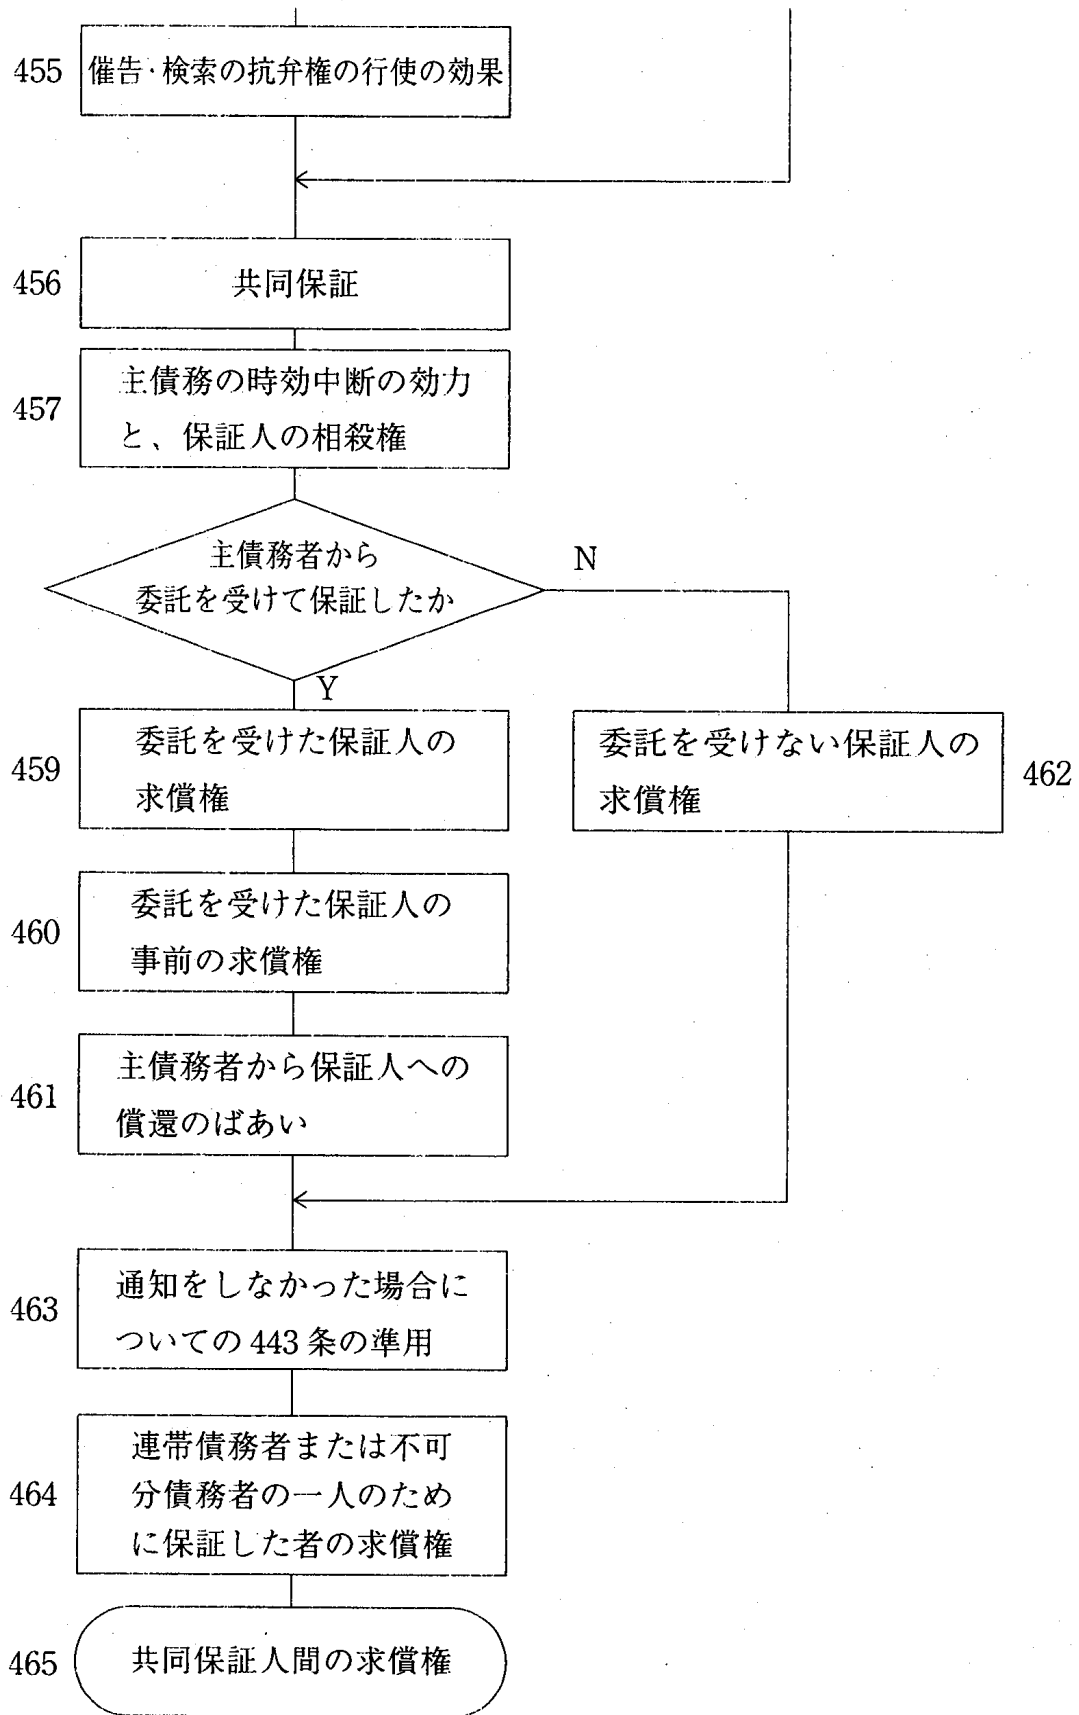 455
催告・検索の抗弁権の行使の効果
456
共同保証
457
主債務の時効中断の効力
と、保証人の相殺権
主債務者から
委託を受けて保証したか
N
Y
459
委託を受けた保証人の
求償権
委託を受けない保証人の
求償権
462
460
委託を受けた保証人の
事前の求償権
461
主債務者から保証人への
償還のばあい
463
通知をしなかった場合に
ついての443条の準用
464
連帯債務者または不可
分債務者の一人のため
に保証した者の求償権
465
共同保証人間の求償権